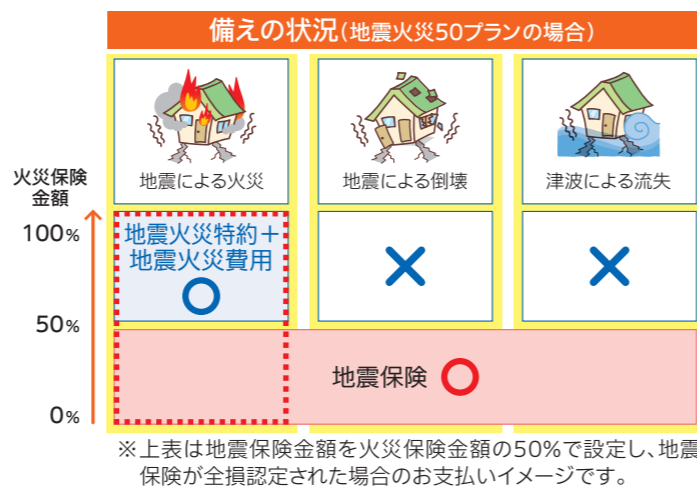 備えの状況(地震火災50プランの場合)
地震による火災
地震による倒壊
津波による流失
火災保険
金額
100%
地震火災特約+
地震火災費用
○
×
×
50%
地震保険 ○
0%
※上表は地震保険金額を火災保険金額の50%で設定し、地震
保険が全損認定された場合のお支払いイメージです。